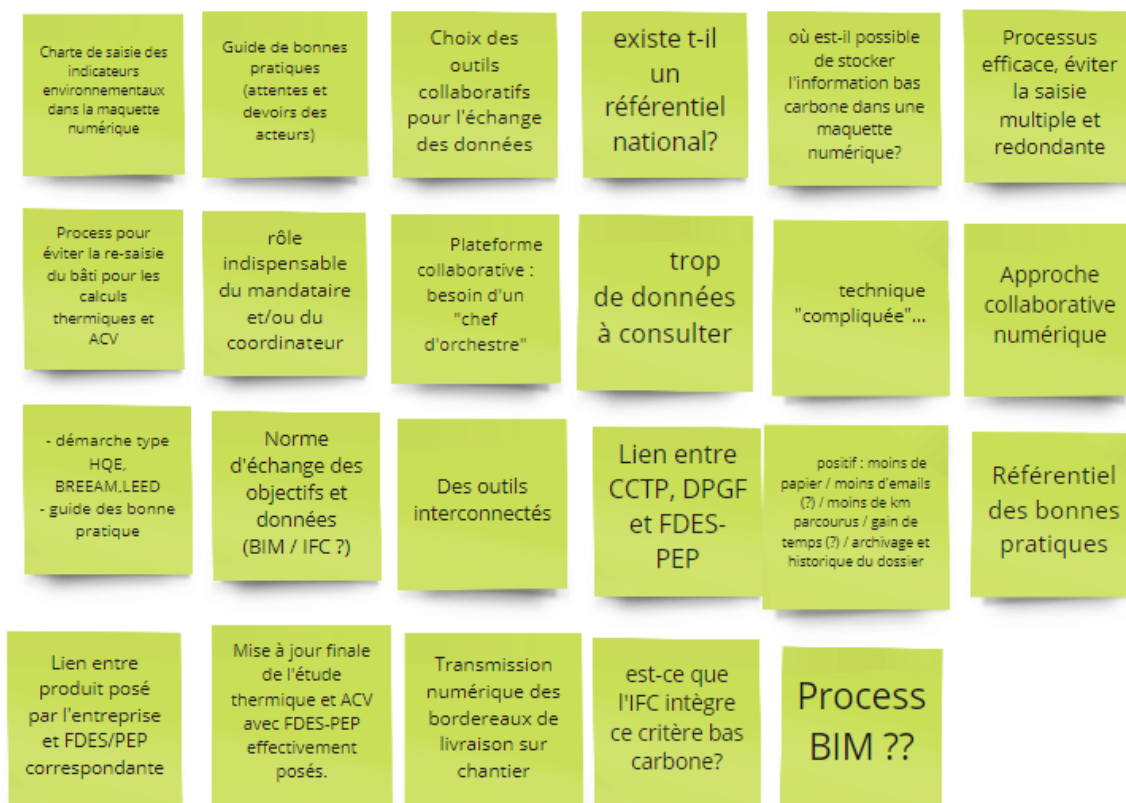 Charte de saisie des
indicateurs
environnementaux
dans la maquette
numérique
Guide de bonnes
pratiques
(attentes et
devoirs des
acteurs)
Choix des
outils
collaboratifs
pour l'échange
des données
existe t-il
un
référentiel
national?
où est-il possible
de stocker
l'information bas
carbone dans une
maquette
numérique?
Processus
efficace, éviter
la saisie
multiple et
redondante
Process pour
éviter la re-saisie
du bâti pour les
calculs
thermiques et
ACV
rôle
indispensable
du mandataire
et/ou du
coordinateur
Plateforme
collaborative :
besoin d'un
"chef
d'orchestre"
trop
de données
à consulter
technique
"compliquée"...
Approche
collaborative
numérique
- démarche type
HQE,
BREEAM,LEED
- guide des bonne
pratique
Norme
d'échange des
objectifs et
données
(BIM / IFC ?)
Des outils
interconnectés
Lien entre
CCTP, DPGF
et FDES-
PEP
positif : moins de
papier / moins d'emails
(?) / moins de km
parcourus / gain de
temps (?) / archivage et
historique du dossier
Référentiel
des bonnes
pratiques
Lien entre
produit posé
par l'entreprise
et FDES/PEP
correspondante
Mise à jour finale
de l'étude
thermique et ACV
avec FDES-PEP
effectivement
posés.
Transmission
numérique des
bordereaux de
livraison sur
chantier
est-ce que
l'IFC intègre
ce critère bas
carbone?
Process
BIM ??